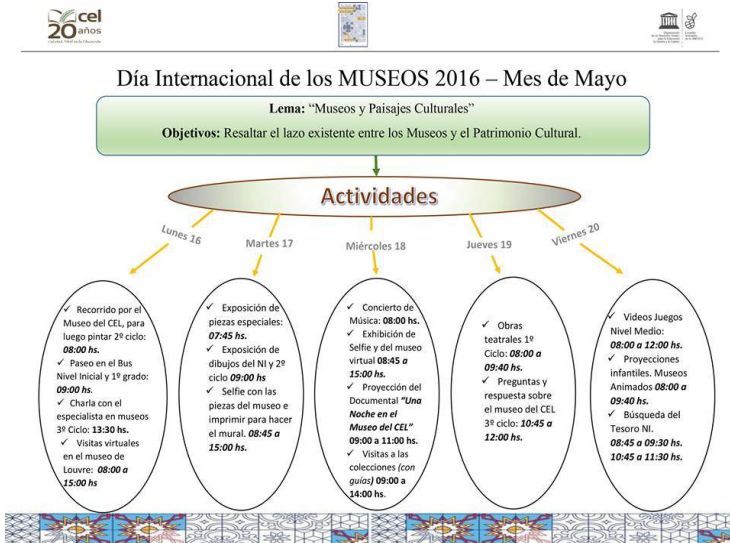 cel
20 años
Día Internacional de los MUSEOS 2016 – Mes de Mayo
Lema: “Museos y Paisajes Culturales”
Objetivos: Resaltar el lazo existente entre los Museos y el Patrimonio Cultural.
Actividades
Lunes 16
Martes 17
Miércoles 18
Jueves 19
Viernes 20
✓ Recorrido por el
Museo del CEL, para
luego pintar 2º ciclo:
08:00 hs.
✓ Paseo en el Bus
Nivel Inicial y 1º grado:
09:00 hs.
✓ Charla con el
especialista en museos
3º Ciclo: 13:30 hs.
✓ Visitas virtuales
en el museo de
Louvre: 08:00 a
15:00 hs
✓ Exposición de
piezas especiales:
07:45 hs.
✓ Exposición de
dibujos del NI y 2º
ciclo 09:00 hs
✓ Selfie con las
piezas del museo e
imprimir para hacer
el mural. 08:45 a
15:00 hs.
✓ Concierto de
Música: 08:00 hs.
✓ Exhibición de
Selfie y del museo
virtual 08:45 a
15:00 hs.
✓ Proyección del
Documental “Una
Noche en el
Museo del CEL”
09:00 a 11:00 hs.
✓ Visitas a las
colecciones (con
guías) 09:00 a
14:00 hs.
✓ Obras
teatrales 1º
Ciclo: 08:00 a
09:40 hs.
✓ Preguntas y
respuesta sobre
el museo del CEL
3º ciclo: 10:45 a
12:00 hs.
✓ Videos Juegos
Nivel Medio:
08:00 a 12:00 hs.
✓ Proyecciones
infantiles. Museos
Animados 08:00 a
09:40 hs.
✓ Búsqueda del
Tesoro NI.
08:45 a 09:30 hs.
10:45 a 11:30 hs.